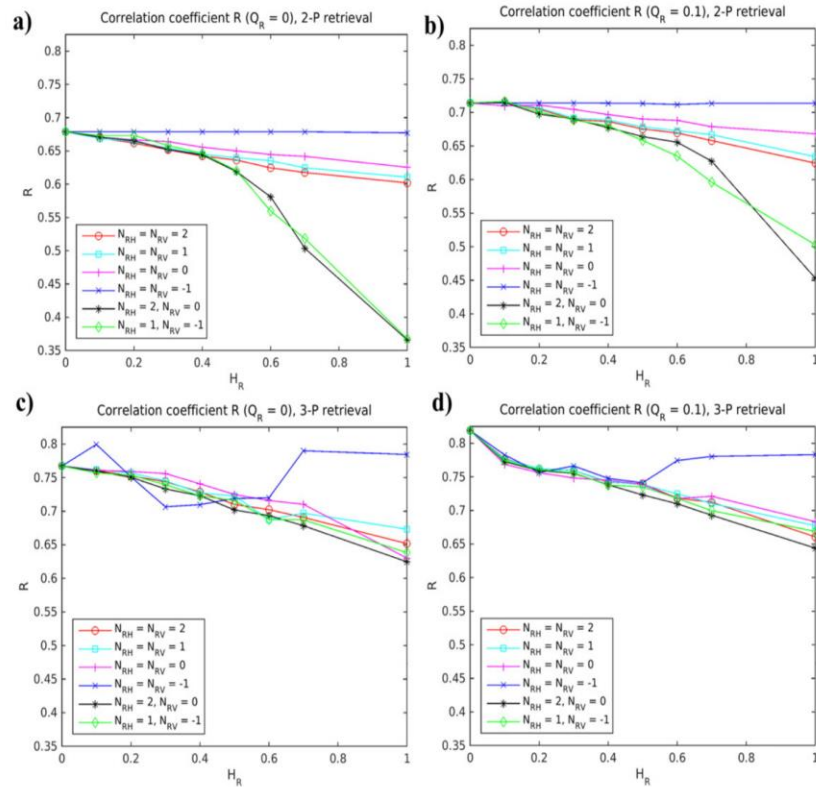 a)
Correlation coefficient R (Q_R = 0), 2-P retrieval
0.8
0.75
0.7
0.65
0.6
0.55
0.5
0.45
0.4
0.35
R
N_RH = N_RV = 2
N_RH = N_RV = 1
N_RH = N_RV = 0
N_RH = N_RV = -1
N_RH = 2, N_RV = 0
N_RH = 1, N_RV = -1
0 0.2 0.4 0.6 0.8 1
H_R
b)
Correlation coefficient R (Q_R = 0.1), 2-P retrieval
0.8
0.75
0.7
0.65
0.6
0.55
0.5
0.45
0.4
0.35
R
N_RH = N_RV = 2
N_RH = N_RV = 1
N_RH = N_RV = 0
N_RH = N_RV = -1
N_RH = 2, N_RV = 0
N_RH = 1, N_RV = -1
0 0.2 0.4 0.6 0.8 1
H_R
c)
Correlation coefficient R (Q_R = 0), 3-P retrieval
0.8
0.75
0.7
0.65
0.6
0.55
0.5
0.45
0.4
0.35
R
N_RH = N_RV = 2
N_RH = N_RV = 1
N_RH = N_RV = 0
N_RH = N_RV = -1
N_RH = 2, N_RV = 0
N_RH = 1, N_RV = -1
0 0.2 0.4 0.6 0.8 1
H_R
d)
Correlation coefficient R (Q_R = 0.1), 3-P retrieval
0.8
0.75
0.7
0.65
0.6
0.55
0.5
0.45
0.4
0.35
R
N_RH = N_RV = 2
N_RH = N_RV = 1
N_RH = N_RV = 0
N_RH = N_RV = -1
N_RH = 2, N_RV = 0
N_RH = 1, N_RV = -1
0 0.2 0.4 0.6 0.8 1
H_R